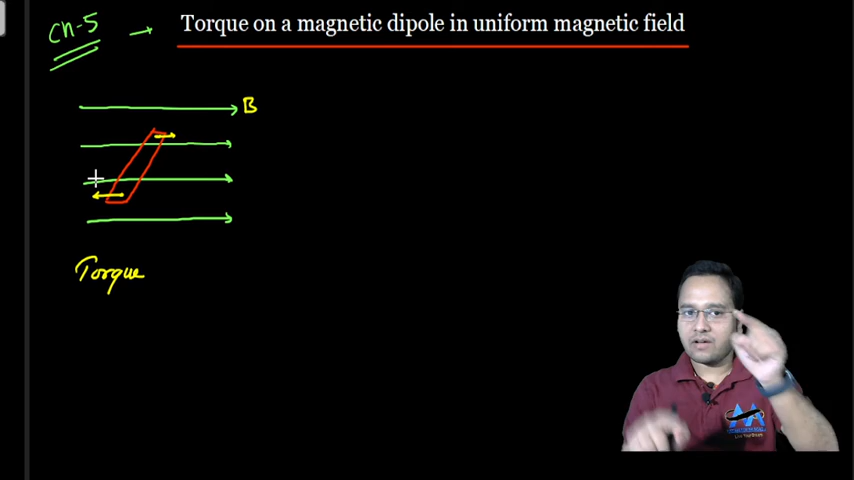 Ch-5 → Torque on a magnetic dipole in uniform magnetic field
B
Torque